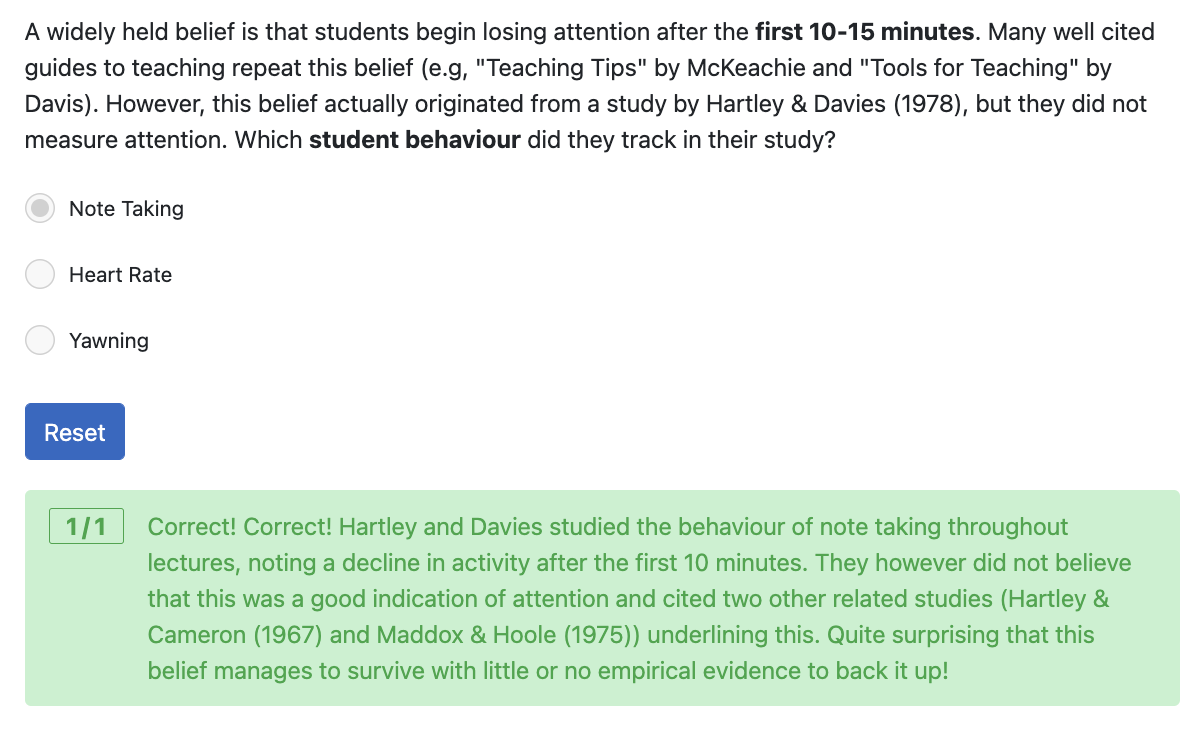 A widely held belief is that students begin losing attention after the first 10-15 minutes. Many well cited
guides to teaching repeat this belief (e.g, "Teaching Tips" by McKeachie and "Tools for Teaching" by
Davis). However, this belief actually originated from a study by Hartley & Davies (1978), but they did not
measure attention. Which student behaviour did they track in their study?
Note Taking
Heart Rate
Yawning
Reset
1/1
Correct! Correct! Hartley and Davies studied the behaviour of note taking throughout
lectures, noting a decline in activity after the first 10 minutes. They however did not believe
that this was a good indication of attention and cited two other related studies (Hartley &
Cameron (1967) and Maddox & Hoole (1975)) underlining this. Quite surprising that this
belief manages to survive with little or no empirical evidence to back it up!